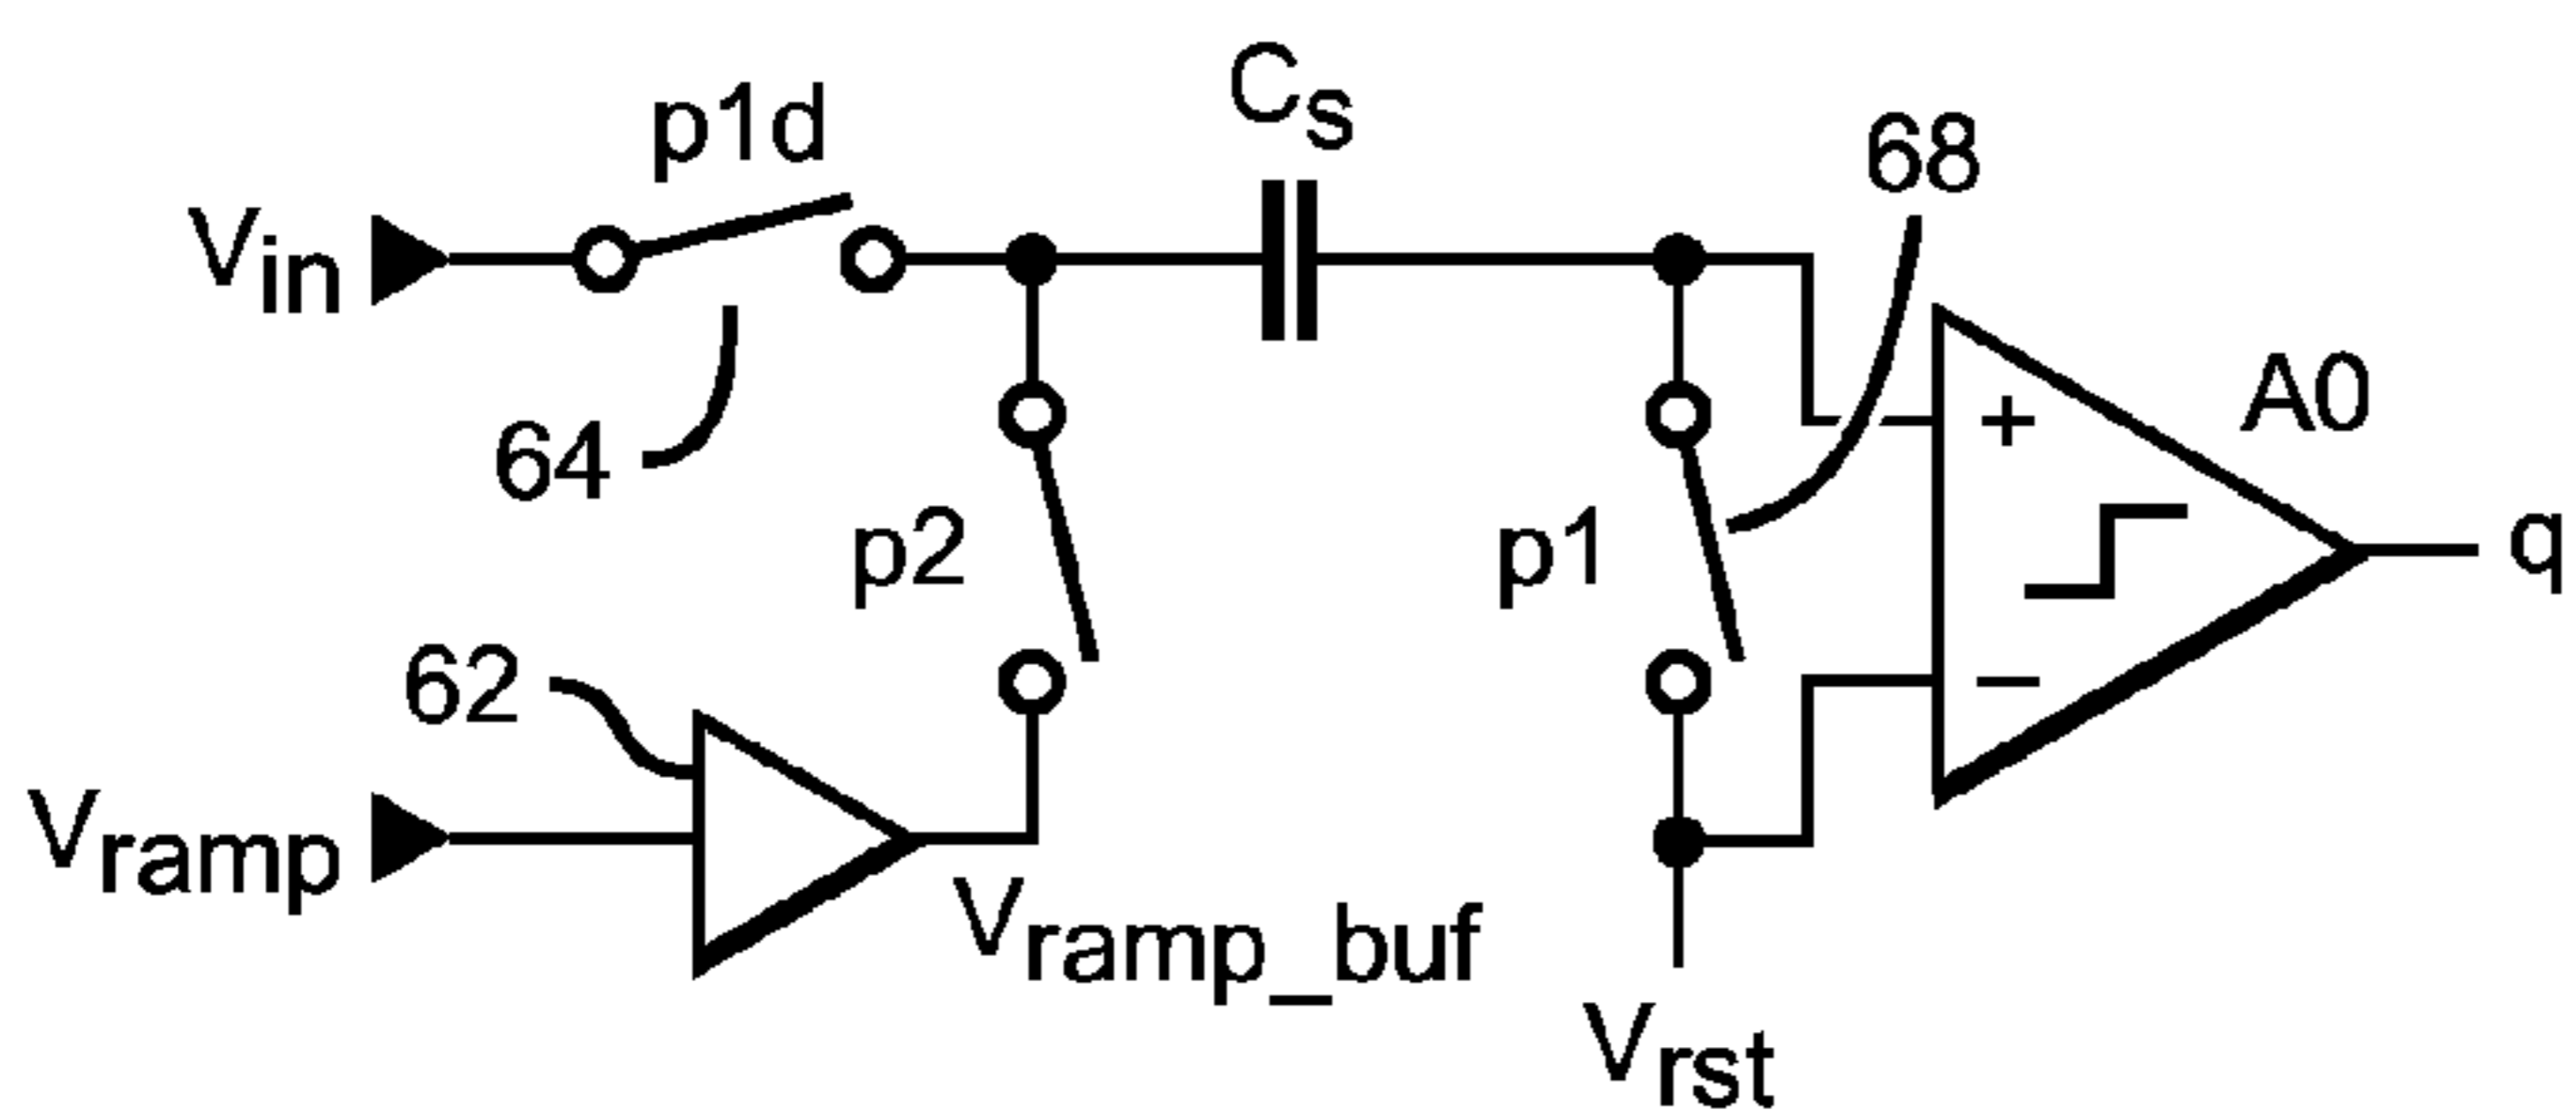 Cs
p1d
68
Vin
A0
64
p2
p1
q
62
Vramp
Vramp_buf
Vrst
+
−